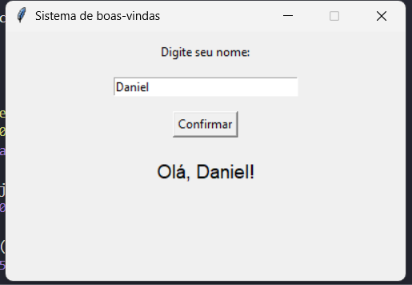 Sistema de boas-vindas
Digite seu nome:
Daniel
Confirmar
Olá, Daniel!